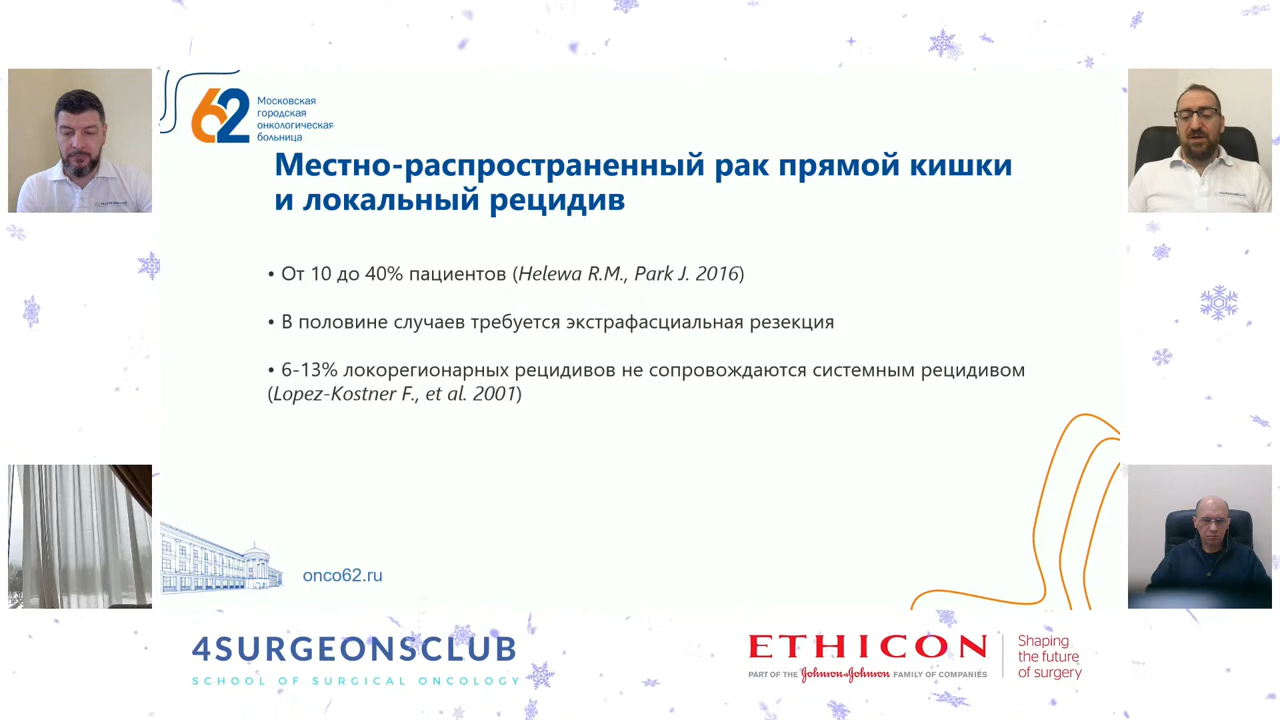 62
Московская
городская
онкологическая
больница
Местно-распространенный рак прямой кишки
и локальный рецидив
• От 10 до 40% пациентов (Helewa R.M., Park J. 2016)
• В половине случаев требуется экстрафасциальная резекция
• 6-13% локорегионарных рецидивов не сопровождаются системным рецидивом
(Lopez-Kostner F., et al. 2001)
onco62.ru
4SURGEONSCLUB
SCHOOL OF SURGICAL ONCOLOGY
ETHICON
PART OF THE Johnson & Johnson FAMILY OF COMPANIES
Shaping
the future
of surgery